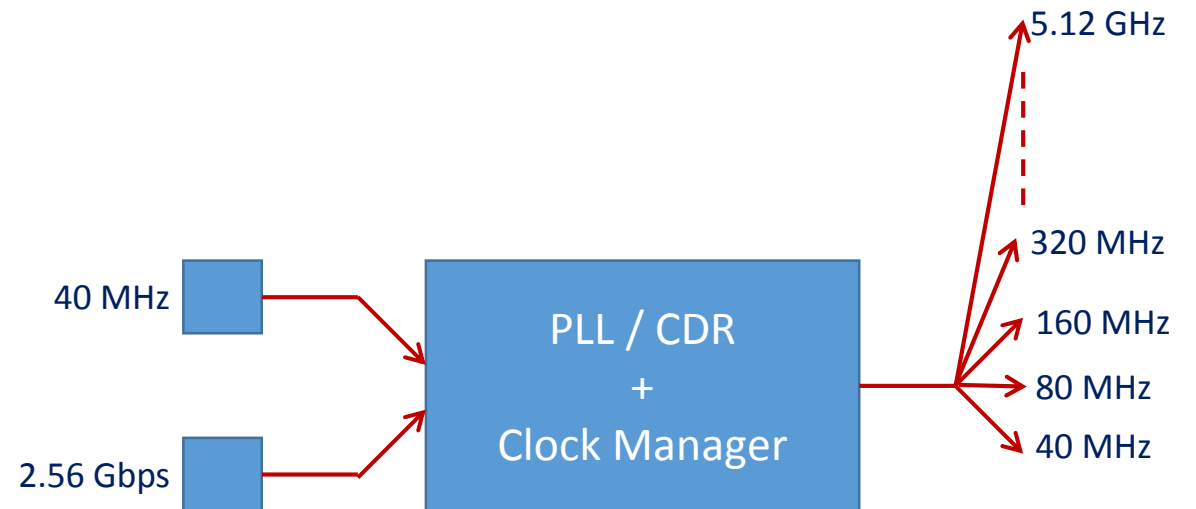 5.12 GHz
320 MHz
40 MHz
PLL / CDR
160 MHz
+
80 MHz
Clock Manager
40 MHz
2.56 Gbps